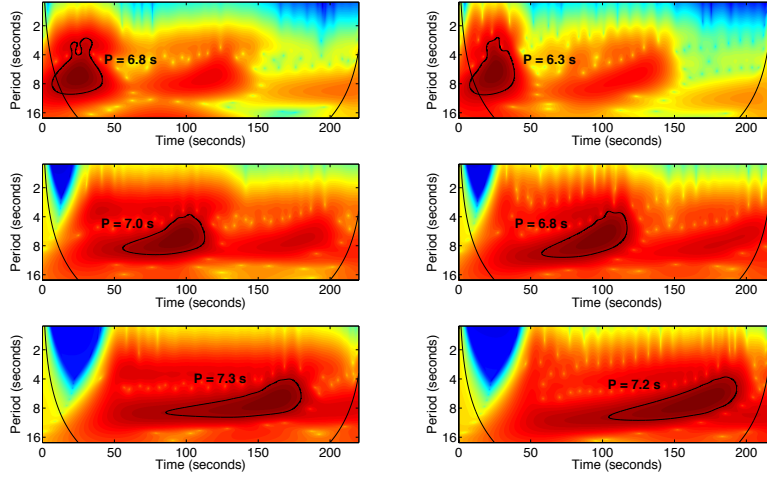 2
4
8
16
Period (seconds)
P = 6.8 s
0 50 100 150 200
Time (seconds)
2
4
8
16
Period (seconds)
P = 6.3 s
0 50 100 150 200
Time (seconds)
2
4
8
16
Period (seconds)
P = 7.0 s
0 50 100 150 200
Time (seconds)
2
4
8
16
Period (seconds)
P = 6.8 s
0 50 100 150 200
Time (seconds)
2
4
8
16
Period (seconds)
P = 7.3 s
0 50 100 150 200
Time (seconds)
2
4
8
16
Period (seconds)
P = 7.2 s
0 50 100 150 200
Time (seconds)